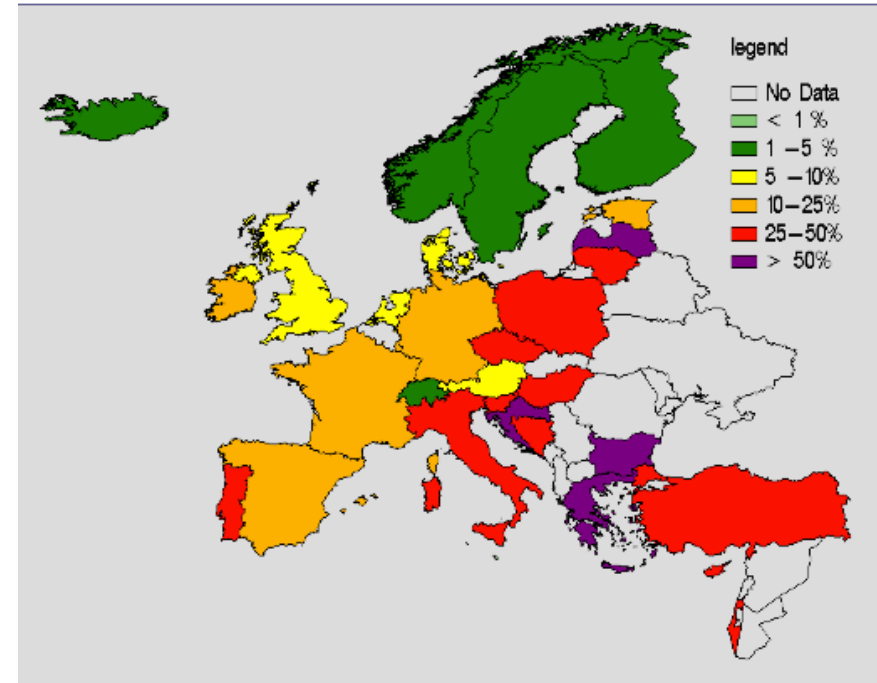 legend
No Data
< 1 %
1 –5 %
5 –10%
10–25%
25–50%
> 50%